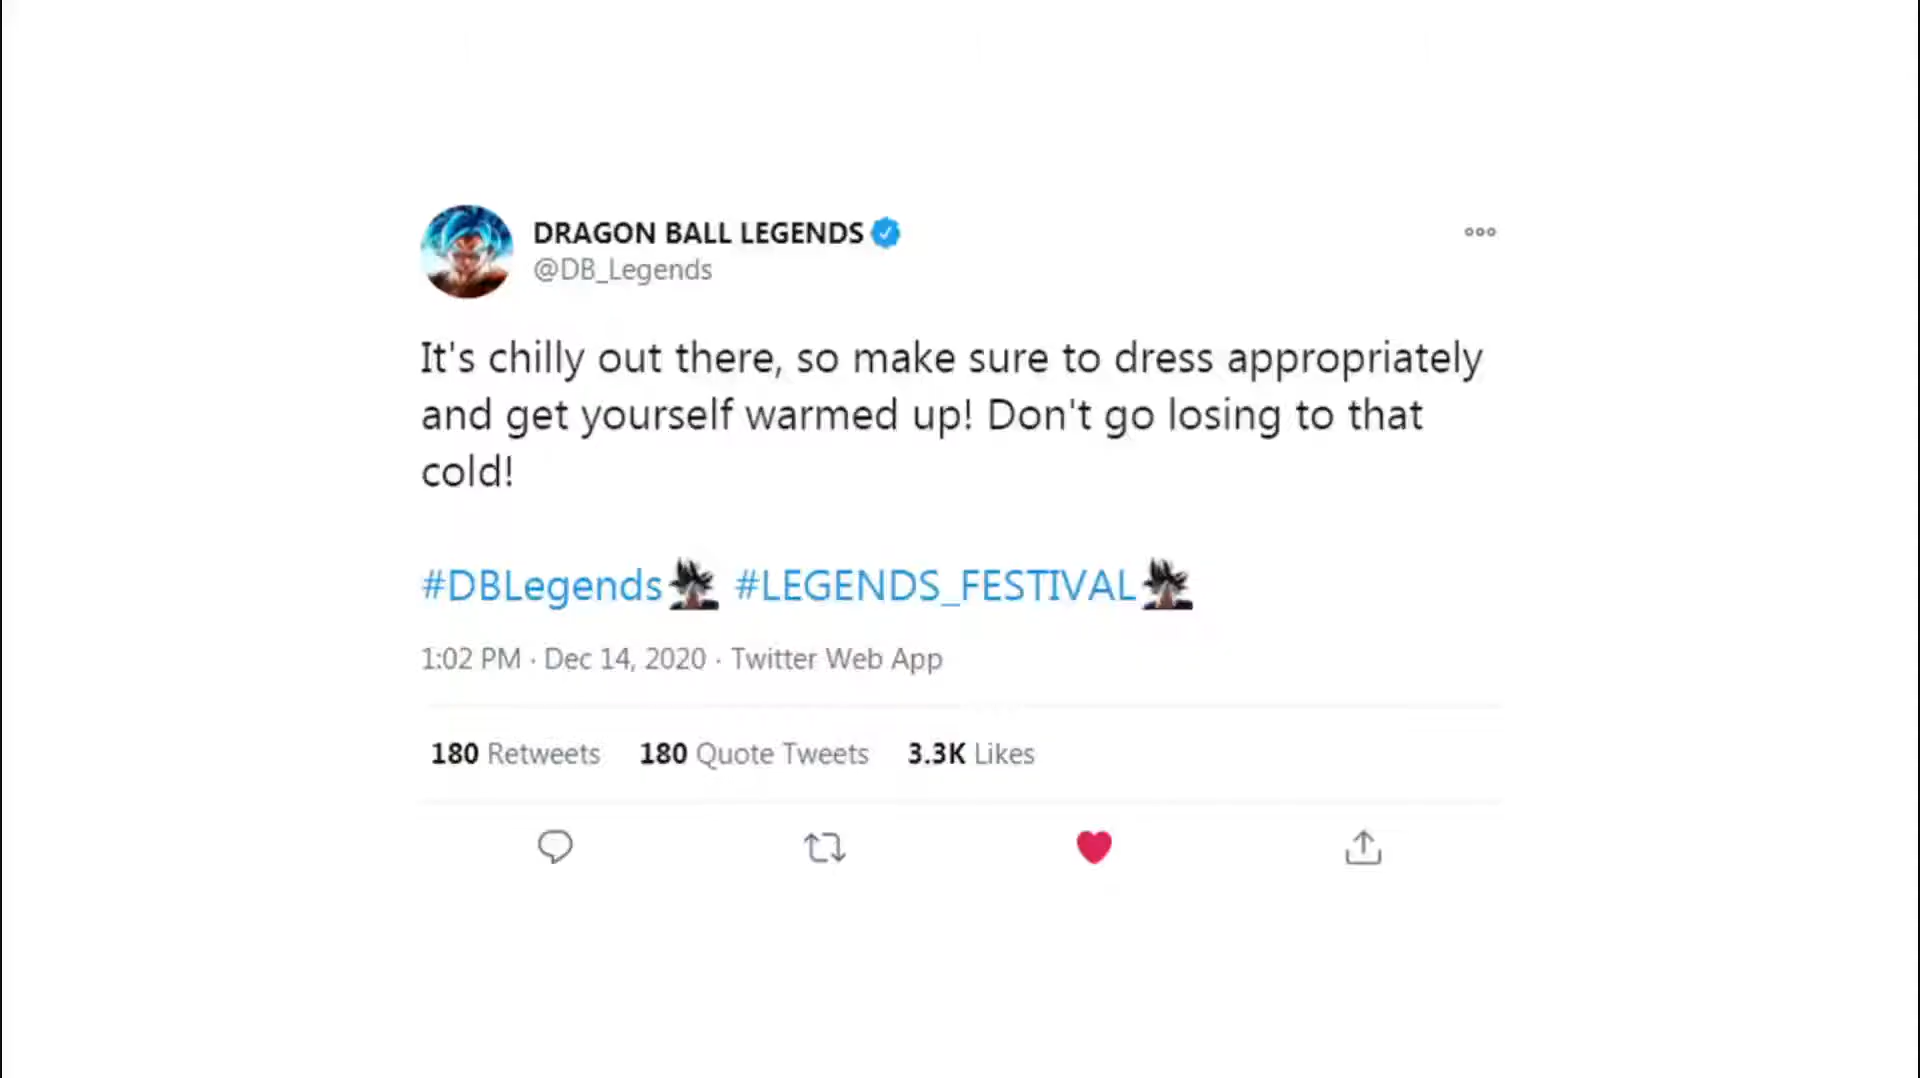 DRAGON BALL LEGENDS
@DB_Legends
It's chilly out there, so make sure to dress appropriately
and get yourself warmed up! Don't go losing to that
cold!
#DBLegends #LEGENDS_FESTIVAL
1:02 PM · Dec 14, 2020 · Twitter Web App
180 Retweets 180 Quote Tweets 3.3K Likes